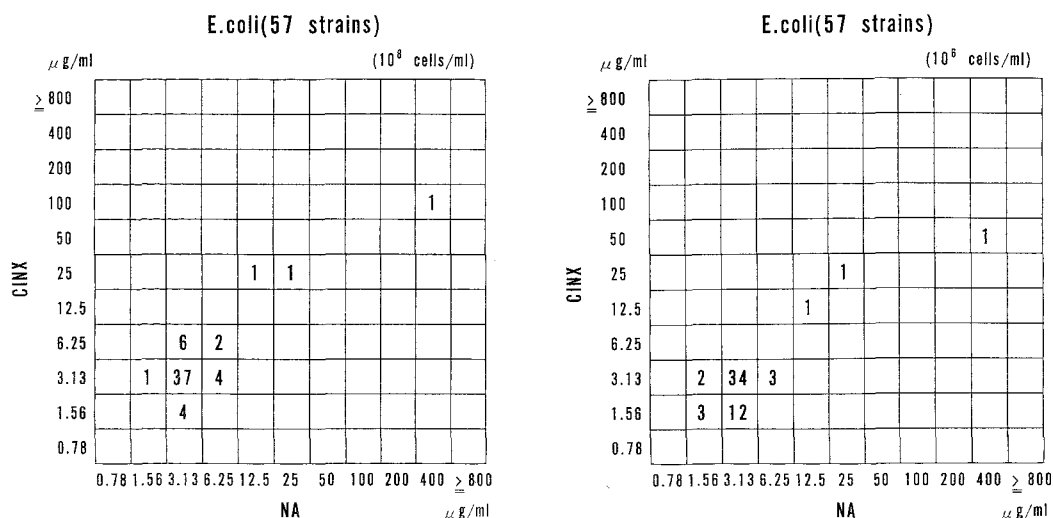 E.coli(57 strains)
μg/ml (10⁸ cells/ml)
≧800
400
200
100 1
50
25 1 1
12.5
6.25 6 2
3.13 1 37 4
1.56 4
0.78
CINX
0.78 1.56 3.13 6.25 12.5 25 50 100 200 400 ≧800
NA μg/ml
E.coli(57 strains)
μg/ml (10⁶ cells/ml)
≧800
400
200
100
50 1
25 1
12.5 1
6.25
3.13 2 34 3
1.56 3 12
0.78
CINX
0.78 1.56 3.13 6.25 12.5 25 50 100 200 400 ≧800
NA μg/ml